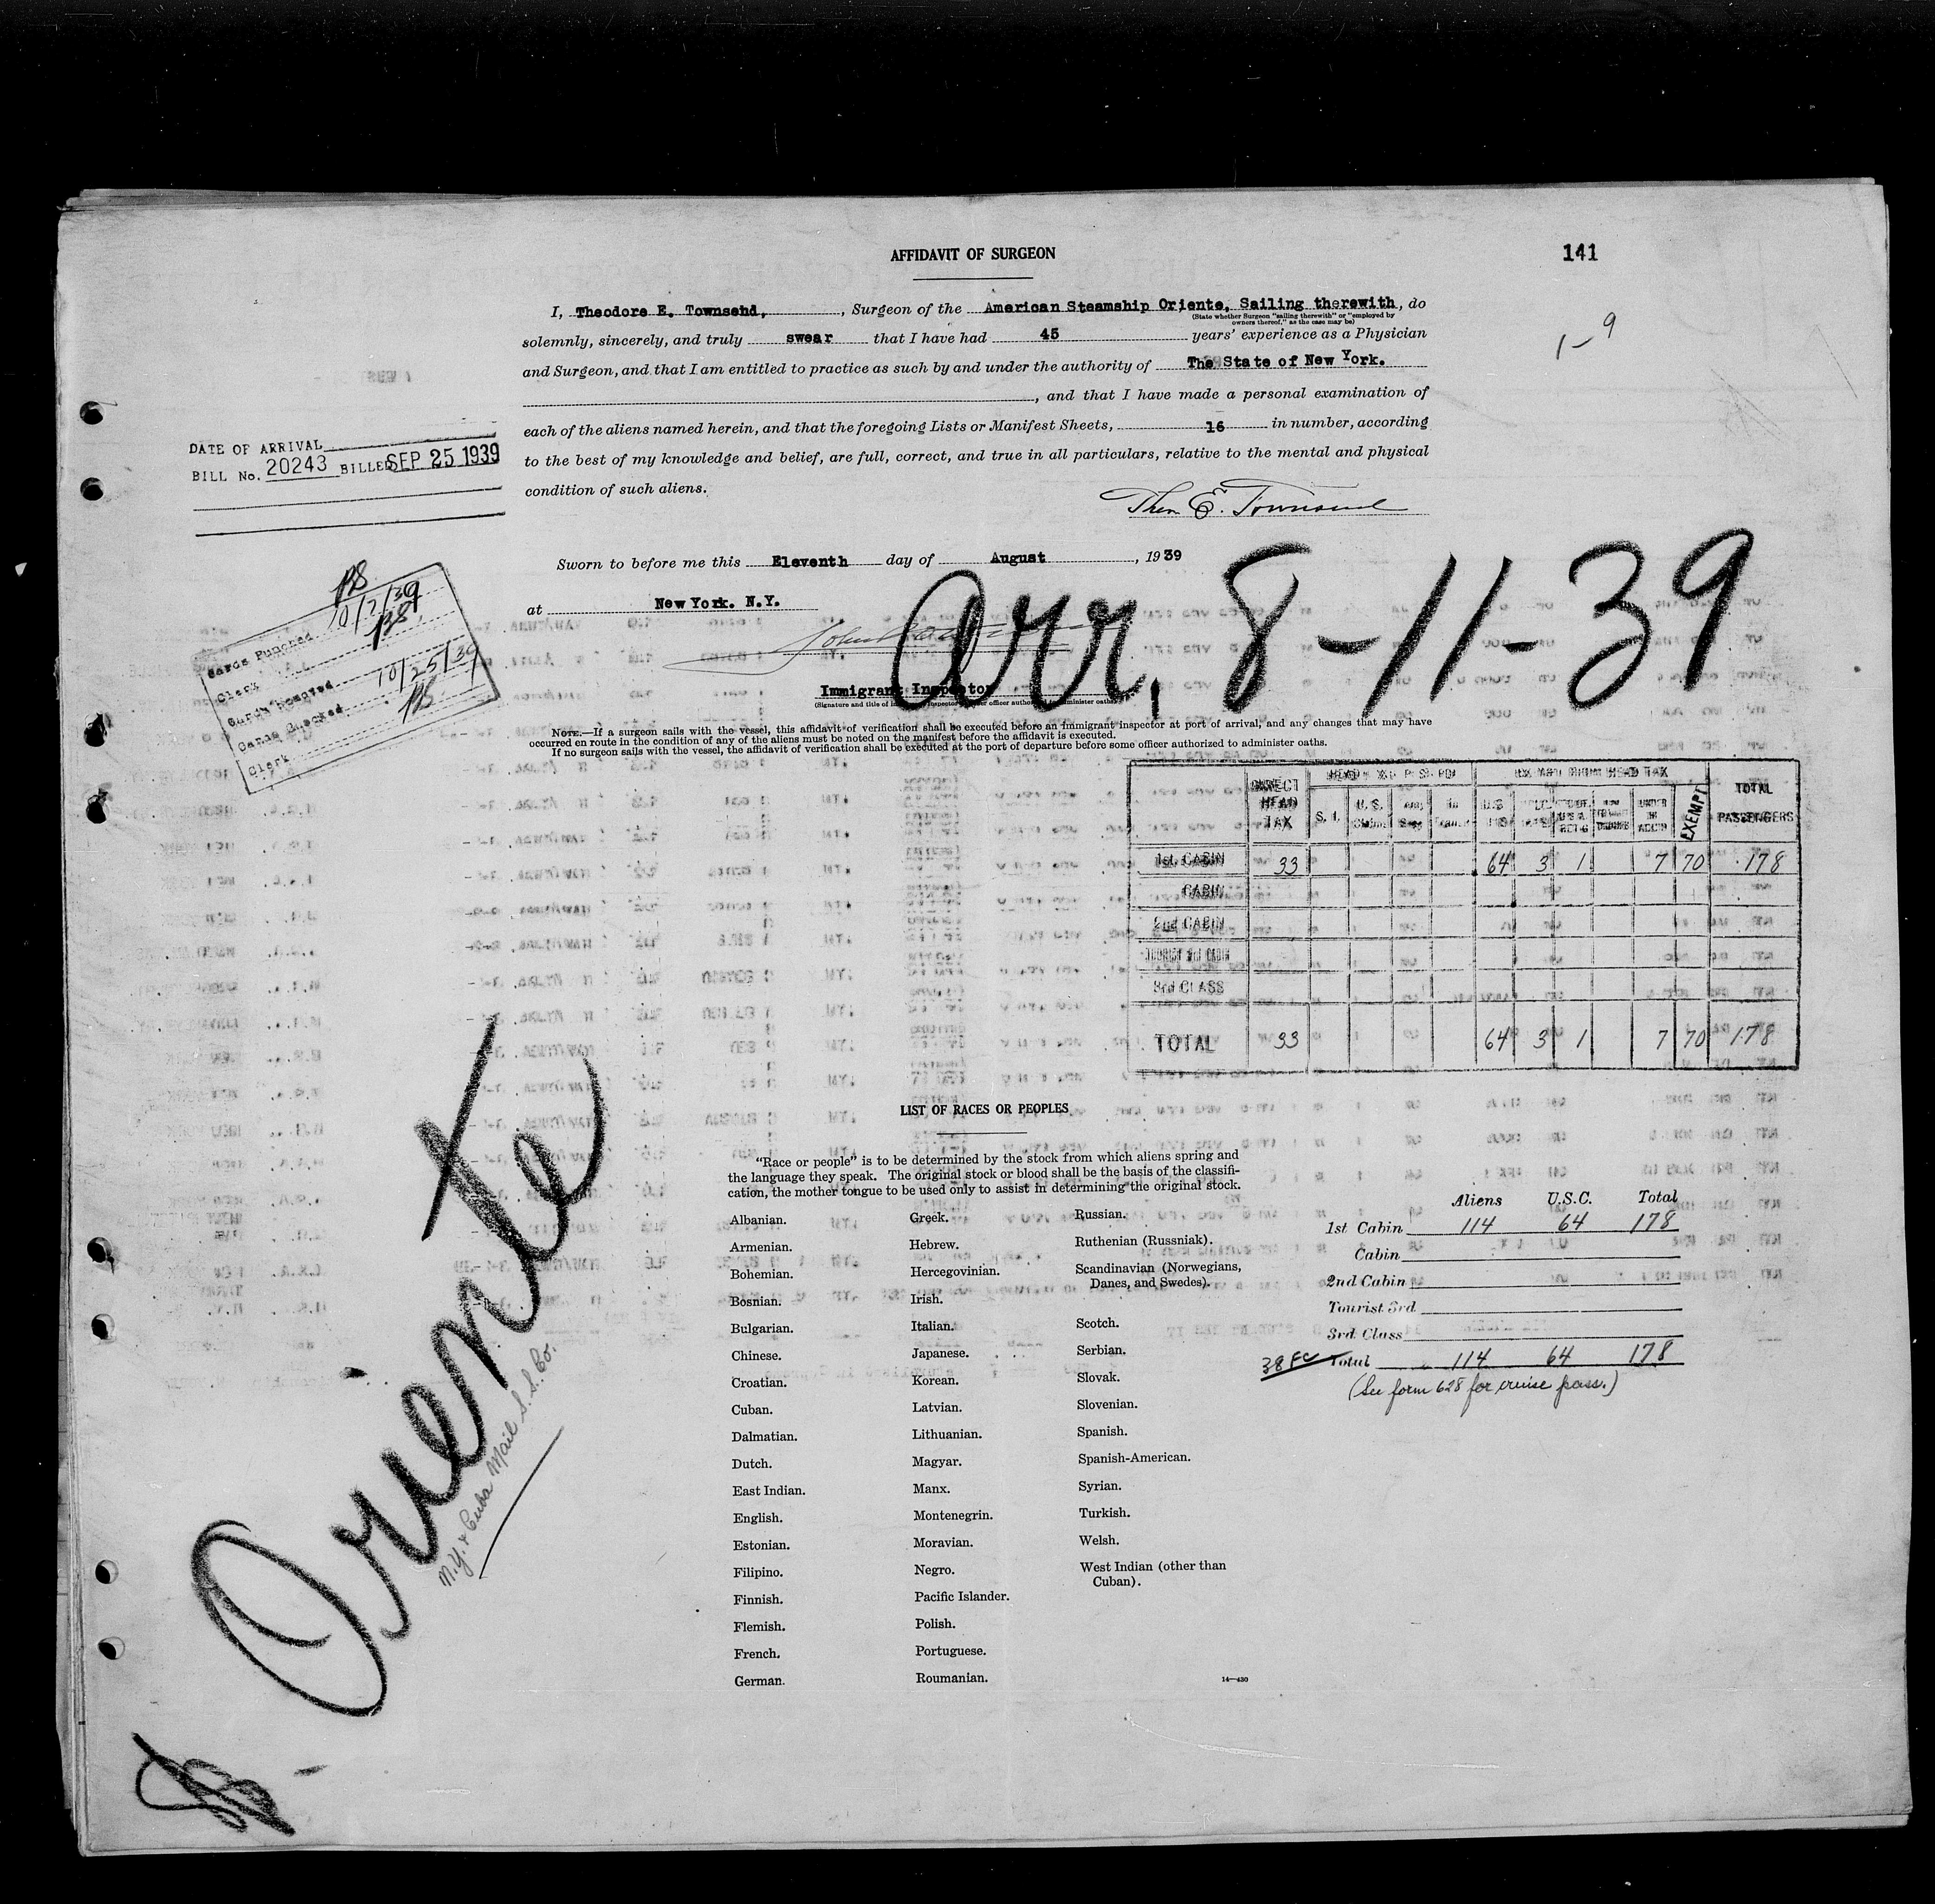 AFFIDAVIT OF SURGEON
141
I, Theodore E. Townsend, , Surgeon of the American Steamship Oriente, Sailing therewith, do
(State whether Surgeon "sailing therewith" or "employed by
owners thereof," as the case may be)
solemnly, sincerely, and truly swear that I have had 45 years' experience as a Physician
and Surgeon, and that I am entitled to practice as such by and under the authority of The State of New York.
, and that I have made a personal examination of
each of the aliens named herein, and that the foregoing Lists or Manifest Sheets, 16 in number, according
to the best of my knowledge and belief, are full, correct, and true in all particulars, relative to the mental and physical
condition of such aliens.
1-9
DATE OF ARRIVAL
BILL No. 20243 BILLED SEP 25 1939
Theo E. Townsend
Sworn to before me this Eleventh day of August, 1939
at New York. N.Y.
Arr. 8-11-39
Immigrant Inspector
Cards Punched 10/2/39
Clerk
10/25/39
Cards Checked
Clerk
NOTE.—If a surgeon sails with the vessel, this affidavit of verification shall be executed before an immigrant inspector at port of arrival, and any changes that may have
occurred en route in the condition of any of the aliens must be noted on the manifest before the affidavit is executed.
If no surgeon sails with the vessel, the affidavit of verification shall be executed at the port of departure before some officer authorized to administer oaths.
DIRECT HEAD TAX S. I. U.S. EXEMPT TOTAL PASSENGERS
1st CABIN 33 64 3 1 7 70 178
CABIN
2nd CABIN
TOURIST 3rd CABIN
3rd CLASS
TOTAL 33 64 3 1 7 70 178
LIST OF RACES OR PEOPLES
"Race or people" is to be determined by the stock from which aliens spring and
the language they speak. The original stock or blood shall be the basis of the classifi-
cation, the mother tongue to be used only to assist in determining the original stock.
Albanian.
Armenian.
Bohemian.
Bosnian.
Bulgarian.
Chinese.
Croatian.
Cuban.
Dalmatian.
Dutch.
East Indian.
English.
Estonian.
Filipino.
Finnish.
Flemish.
French.
German.
Greek.
Hebrew.
Hercegovinian.
Irish.
Italian.
Japanese.
Korean.
Latvian.
Lithuanian.
Magyar.
Manx.
Montenegrin.
Moravian.
Negro.
Pacific Islander.
Polish.
Portuguese.
Roumanian.
Russian.
Ruthenian (Russniak).
Scandinavian (Norwegians,
Danes, and Swedes).
Scotch.
Serbian.
Slovak.
Slovenian.
Spanish.
Spanish-American.
Syrian.
Turkish.
Welsh.
West Indian (other than
Cuban).
14—430
Aliens U.S.C. Total
1st Cabin 114 64 178
Cabin
2nd Cabin
Tourist 3rd
3rd Class
38 FC Total 114 64 178
(See form 628 for cruise pass.)
Oriente
N.Y. & Cuba Mail S.S. Co.